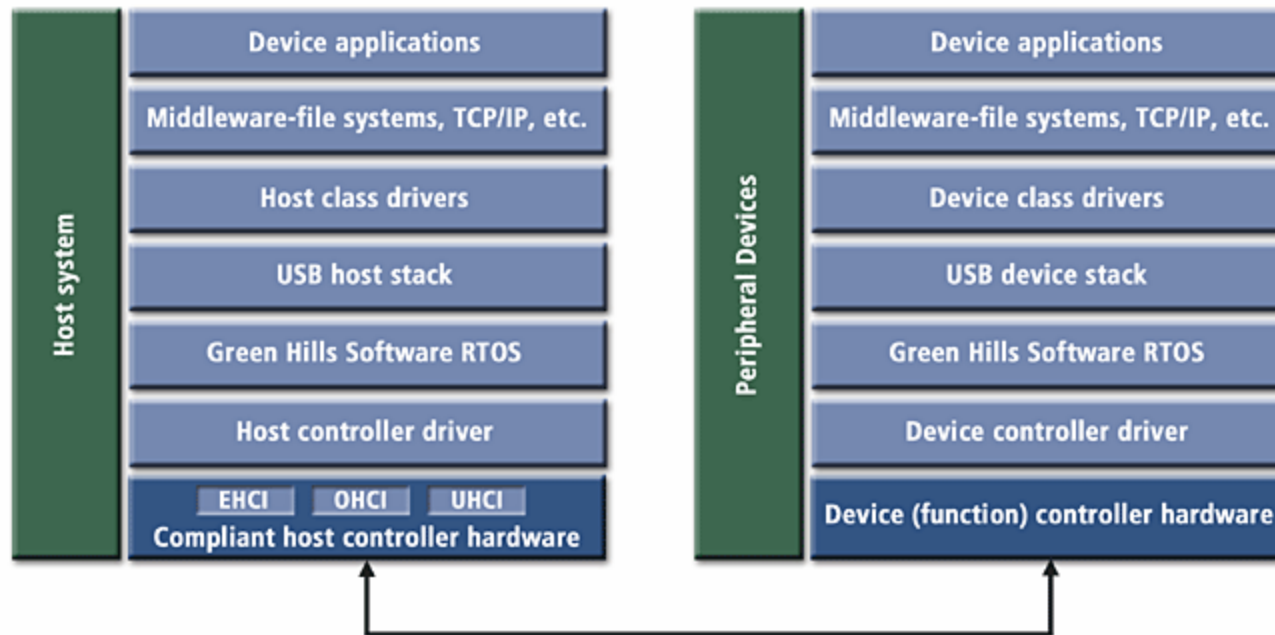 Host system
Device applications
Middleware-file systems, TCP/IP, etc.
Host class drivers
USB host stack
Green Hills Software RTOS
Host controller driver
EHCI OHCI UHCI
Compliant host controller hardware
Peripheral Devices
Device applications
Middleware-file systems, TCP/IP, etc.
Device class drivers
USB device stack
Green Hills Software RTOS
Device controller driver
Device (function) controller hardware